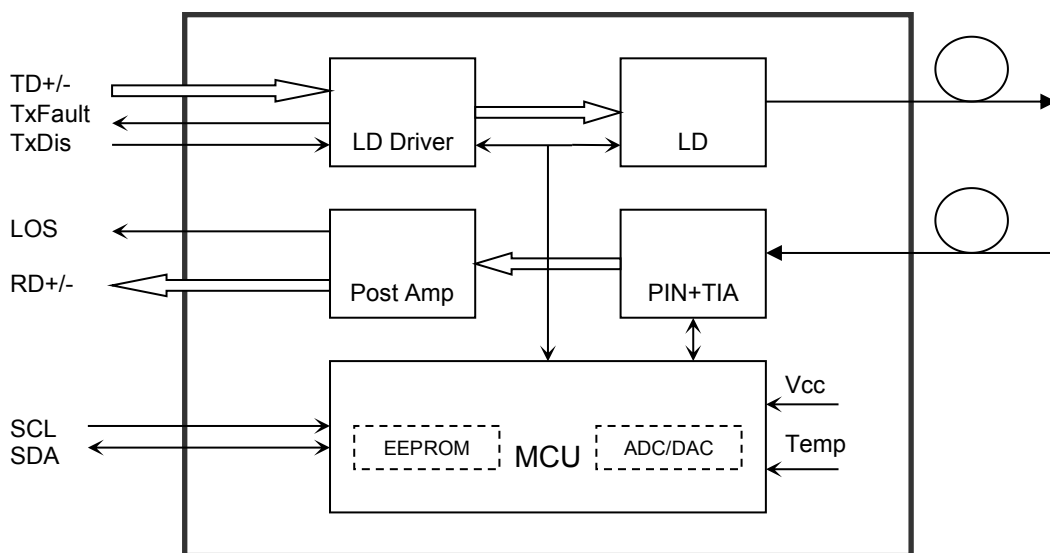 TD+/-
TxFault
TxDis
LD Driver
LD
LOS
RD+/-
Post Amp
PIN+TIA
Vcc
SCL
SDA
EEPROM
MCU
ADC/DAC
Temp